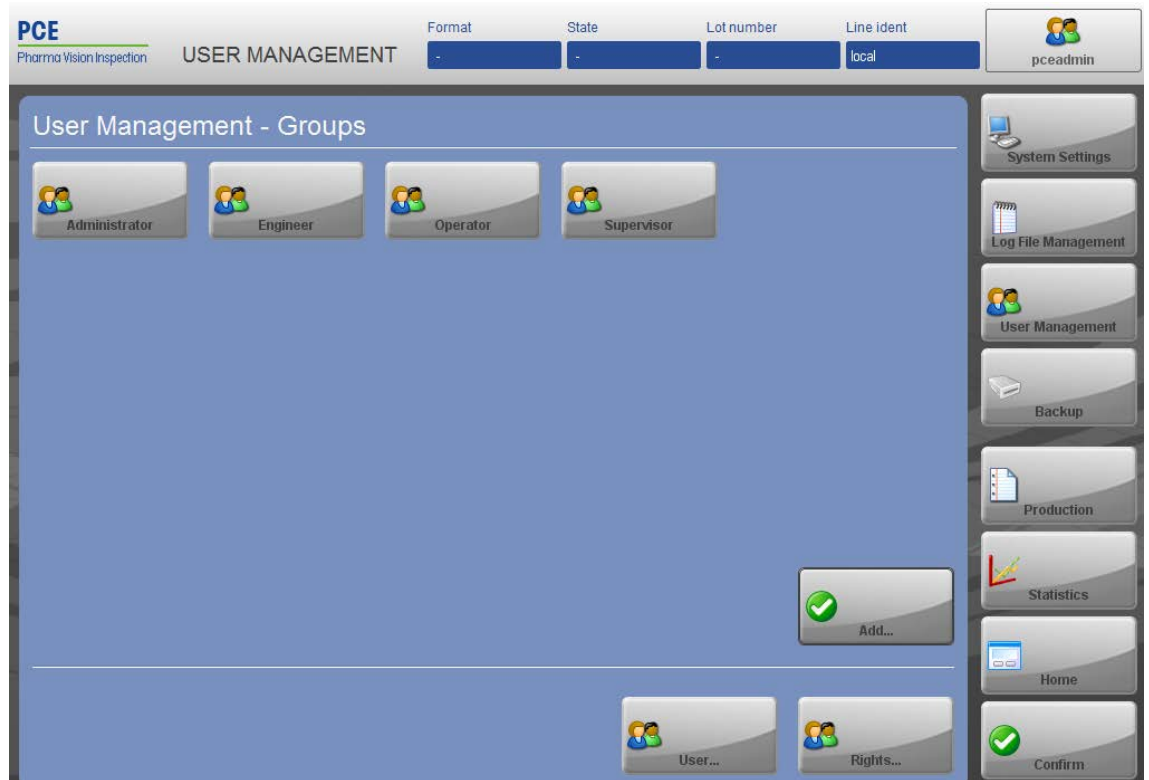 PCE
Pharma Vision Inspection
USER MANAGEMENT
Format
State
Lot number
Line ident
-
-
-
local
pceadmin
User Management - Groups
Administrator
Engineer
Operator
Supervisor
Add...
User...
Rights...
System Settings
Log File Management
User Management
Backup
Production
Statistics
Home
Confirm